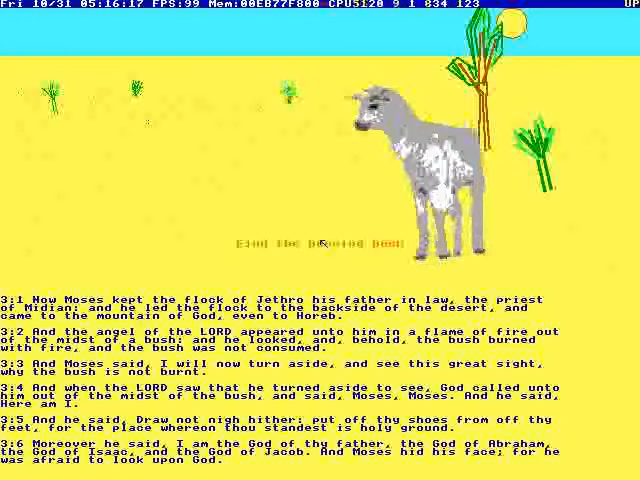 Fri 10/31 05:16:17 FPS:99 Mem:00EB77F800 CPU5120 9 1 834 123 UP
Find the burning bush
3:1 Now Moses kept the flock of Jethro his father in law, the priest
of Midian: and he led the flock to the backside of the desert, and
came to the mountain of God, even to Horeb.
3:2 And the angel of the LORD appeared unto him in a flame of fire out
of the midst of a bush: and he looked, and, behold, the bush burned
with fire, and the bush was not consumed.
3:3 And Moses said, I will now turn aside, and see this great sight,
why the bush is not burnt.
3:4 And when the LORD saw that he turned aside to see, God called unto
him out of the midst of the bush, and said, Moses, Moses. And he said,
Here am I.
3:5 And he said, Draw not nigh hither: put off thy shoes from off thy
feet, for the place whereon thou standest is holy ground.
3:6 Moreover he said, I am the God of thy father, the God of Abraham,
the God of Isaac, and the God of Jacob. And Moses hid his face; for he
was afraid to look upon God.